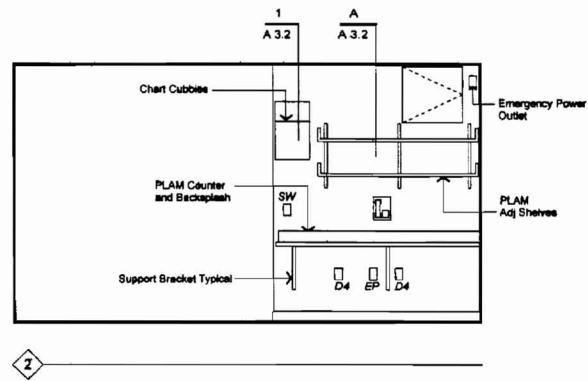 1
A 3.2
A
A 3.2
Chart Cubbies
Emergency Power
Outlet
PLAM Counter
and Backsplash
SW
PLAM
Adj Shelves
Support Bracket Typical
D4
EP
D4
2